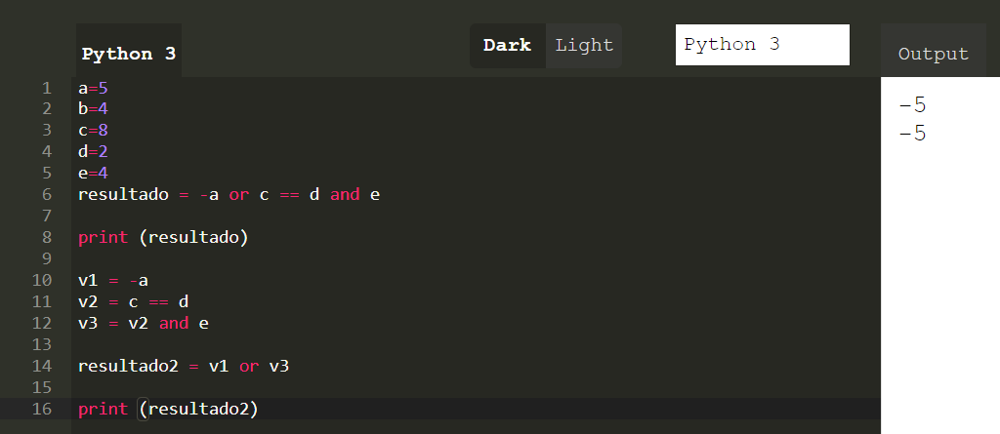 Python 3 Dark Light Python 3 Output
1 a=5
2 b=4
3 c=8
4 d=2
5 e=4
6 resultado = -a or c == d and e
7
8 print (resultado)
9
10 v1 = -a
11 v2 = c == d
12 v3 = v2 and e
13
14 resultado2 = v1 or v3
15
16 print (resultado2)
-5
-5